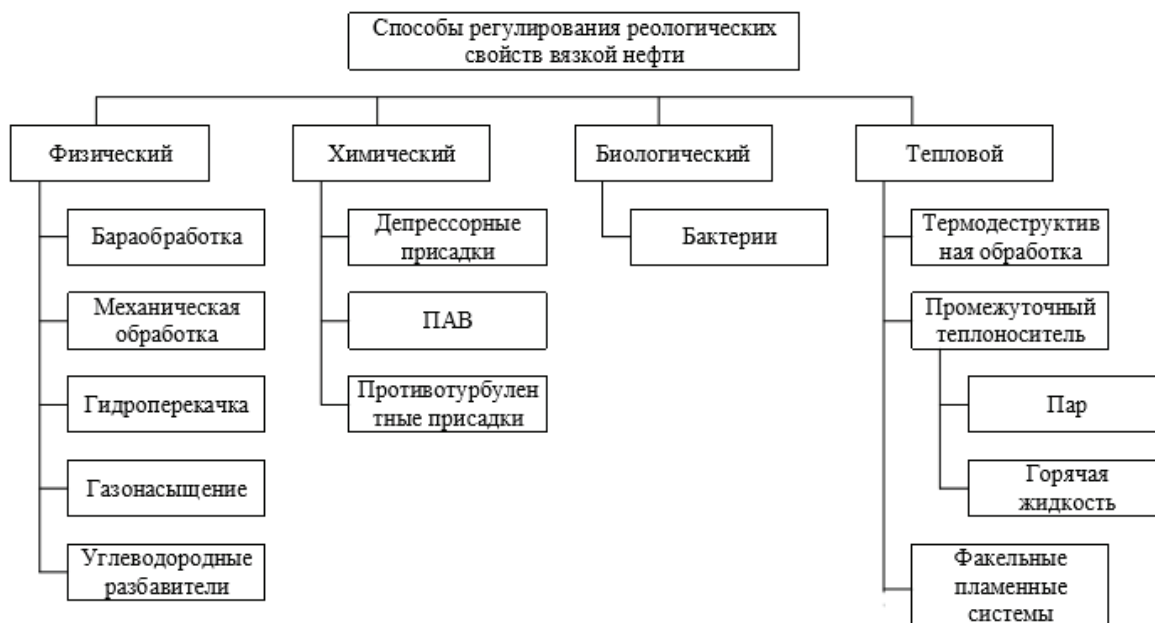 Способы регулирования реологических
свойств вязкой нефти
Физический
Химический
Биологический
Тепловой
Бараобработка
Механическая
обработка
Гидроперекачка
Газонасыщение
Углеводородные
разбавители
Депрессорные
присадки
ПАВ
Противотурбулен
тные присадки
Бактерии
Термодеструктив
ная обработка
Промежуточный
теплоноситель
Пар
Горячая
жидкость
Факельные
пламенные
системы